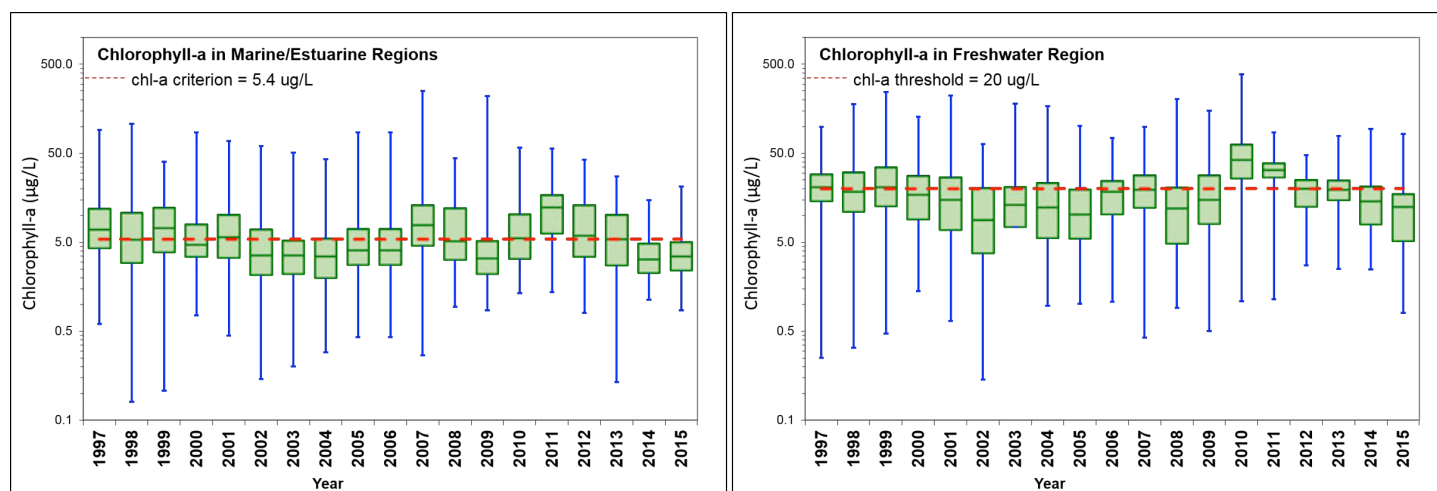 Chlorophyll-a in Marine/Estuarine Regions
chl-a criterion = 5.4 ug/L
500.0
50.0
5.0
0.5
0.1
Chlorophyll-a (µg/L)
1997 1998 1999 2000 2001 2002 2003 2004 2005 2006 2007 2008 2009 2010 2011 2012 2013 2014 2015
Year
Chlorophyll-a in Freshwater Region
chl-a threshold = 20 ug/L
500.0
50.0
5.0
0.5
0.1
Chlorophyll-a (µg/L)
1997 1998 1999 2000 2001 2002 2003 2004 2005 2006 2007 2008 2009 2010 2011 2012 2013 2014 2015
Year